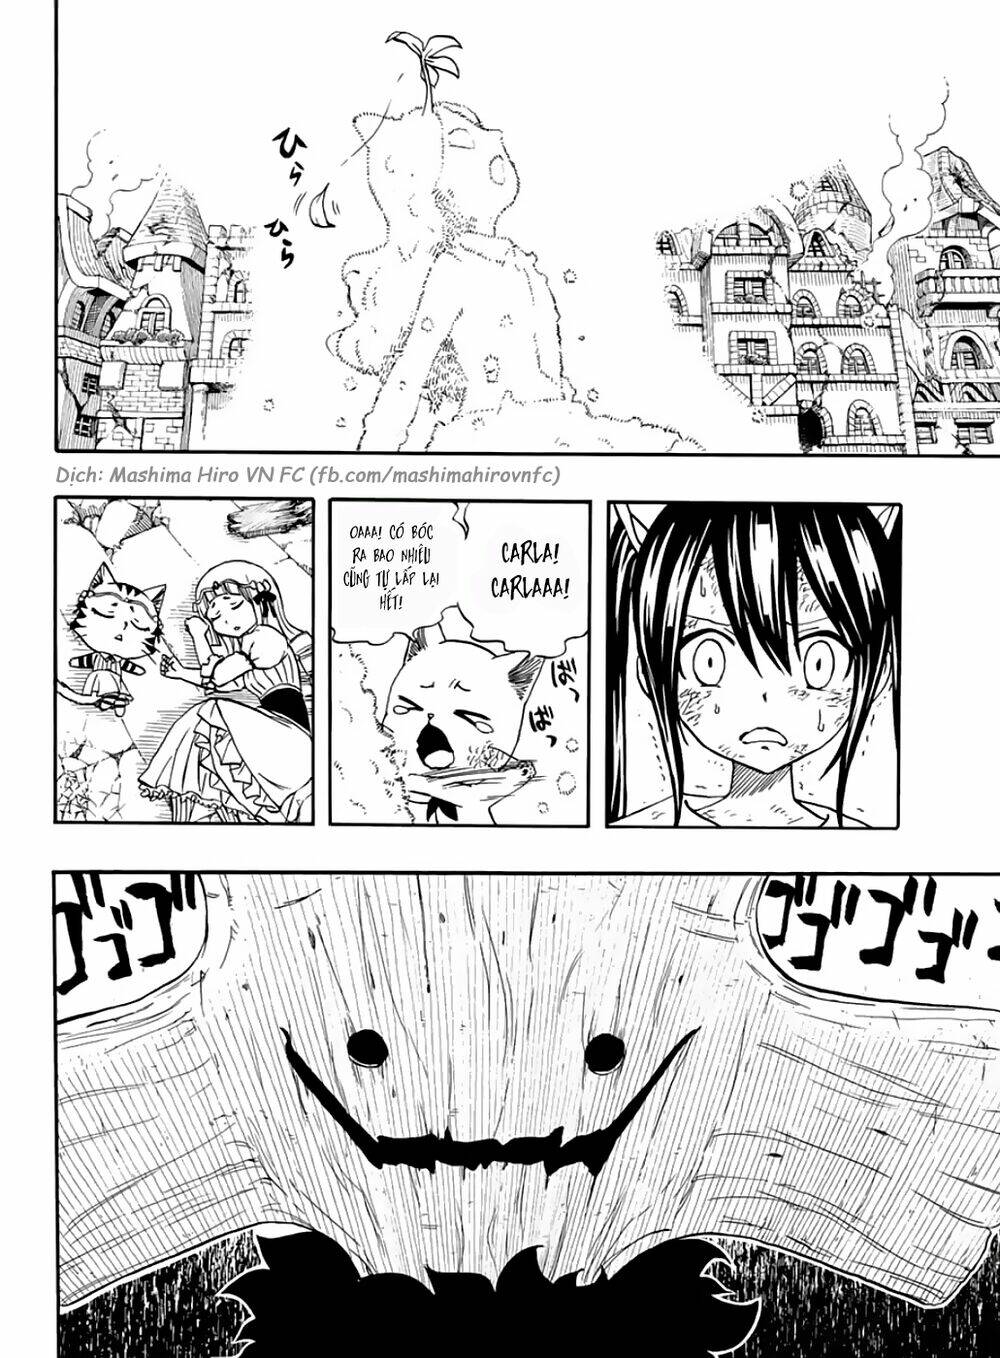 ひらひら
Dịch: Mashima Hiro VN FC (fb.com/mashimahirovnfc)
OAAA! CÓ BÓC
RA BAO NHIÊU
CŨNG TỰ LẮP LẠI
HẾT!
CARLA!
CARLAAA!
ぼっ
ぼっ
ゴゴゴ
ゴゴゴゴ